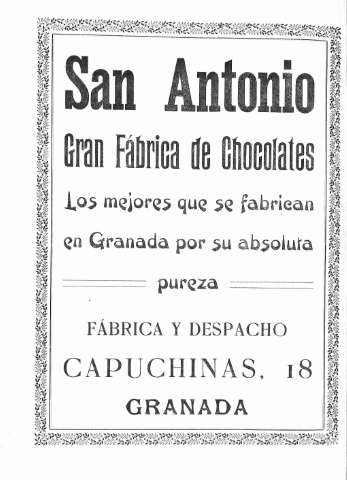 San Antonio
Gran Fábrica de Chocolates
Los mejores que se fabrican
en Granada por su absoluta
pureza
FÁBRICA Y DESPACHO
CAPUCHINAS, 18
GRANADA